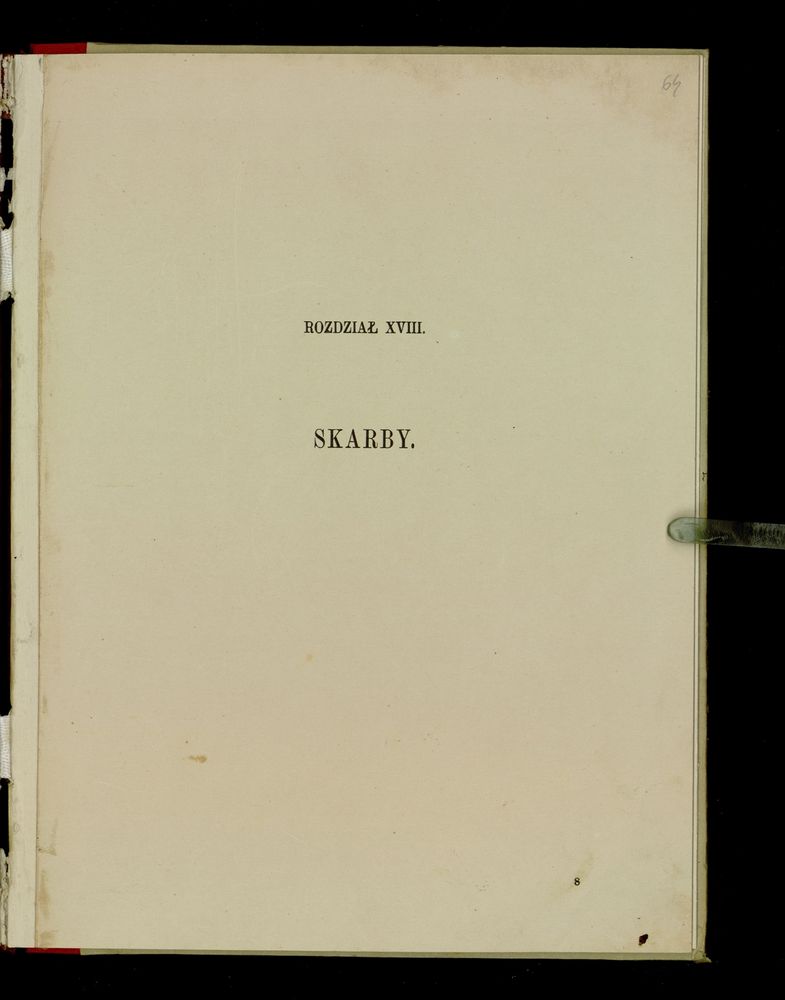 64
ROZDZIAŁ XVIII.
SKARBY.
8